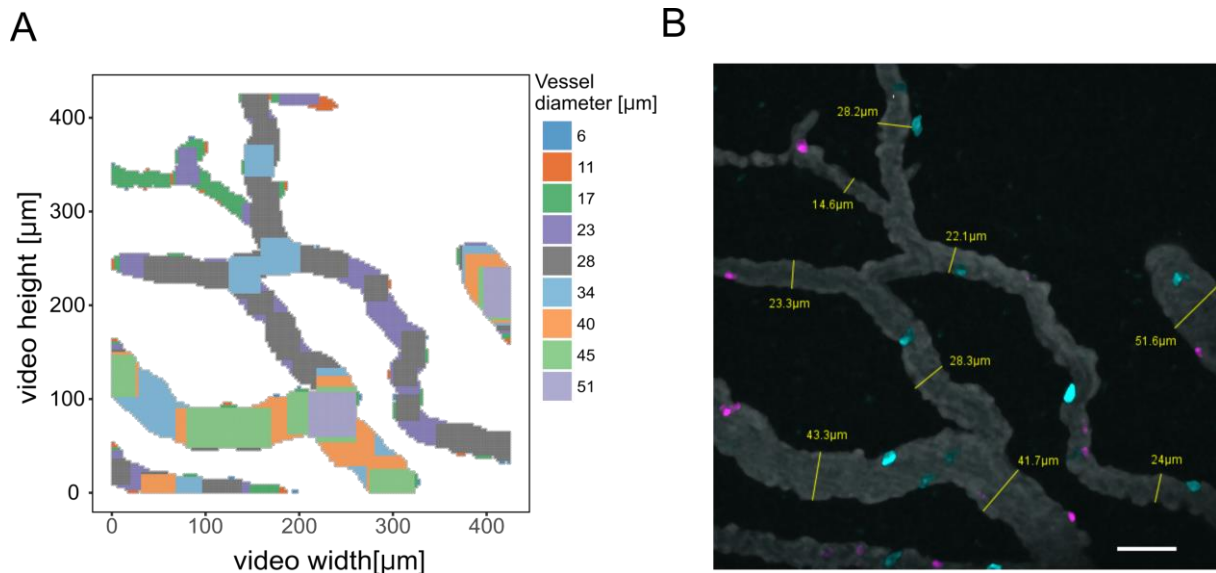 A
B
Vessel
diameter [µm]
6
11
17
23
28
34
40
45
51
video height [µm]
400
300
200
100
0
0
100
200
300
400
video width[µm]
28.2µm
14.6µm
22.1µm
23.3µm
51.6µm
28.3µm
43.3µm
41.7µm
24µm